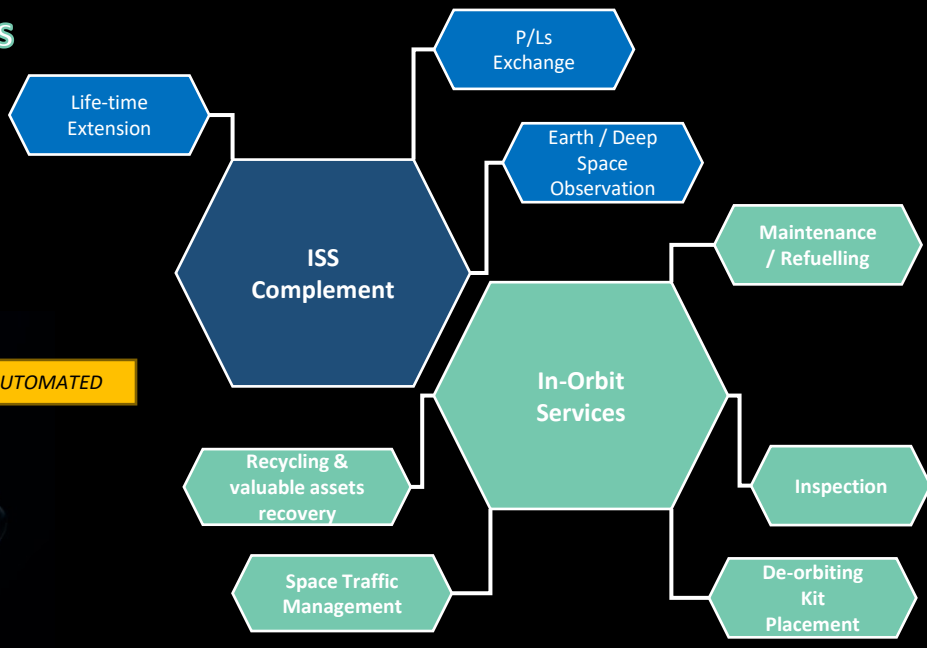 S
P/Ls
Exchange
Life-time
Extension
Earth / Deep
Space
Observation
ISS
Complement
Maintenance
/ Refuelling
UTOMATED
In-Orbit
Services
Recycling &
valuable assets
recovery
Inspection
Space Traffic
Management
De-orbiting
Kit
Placement